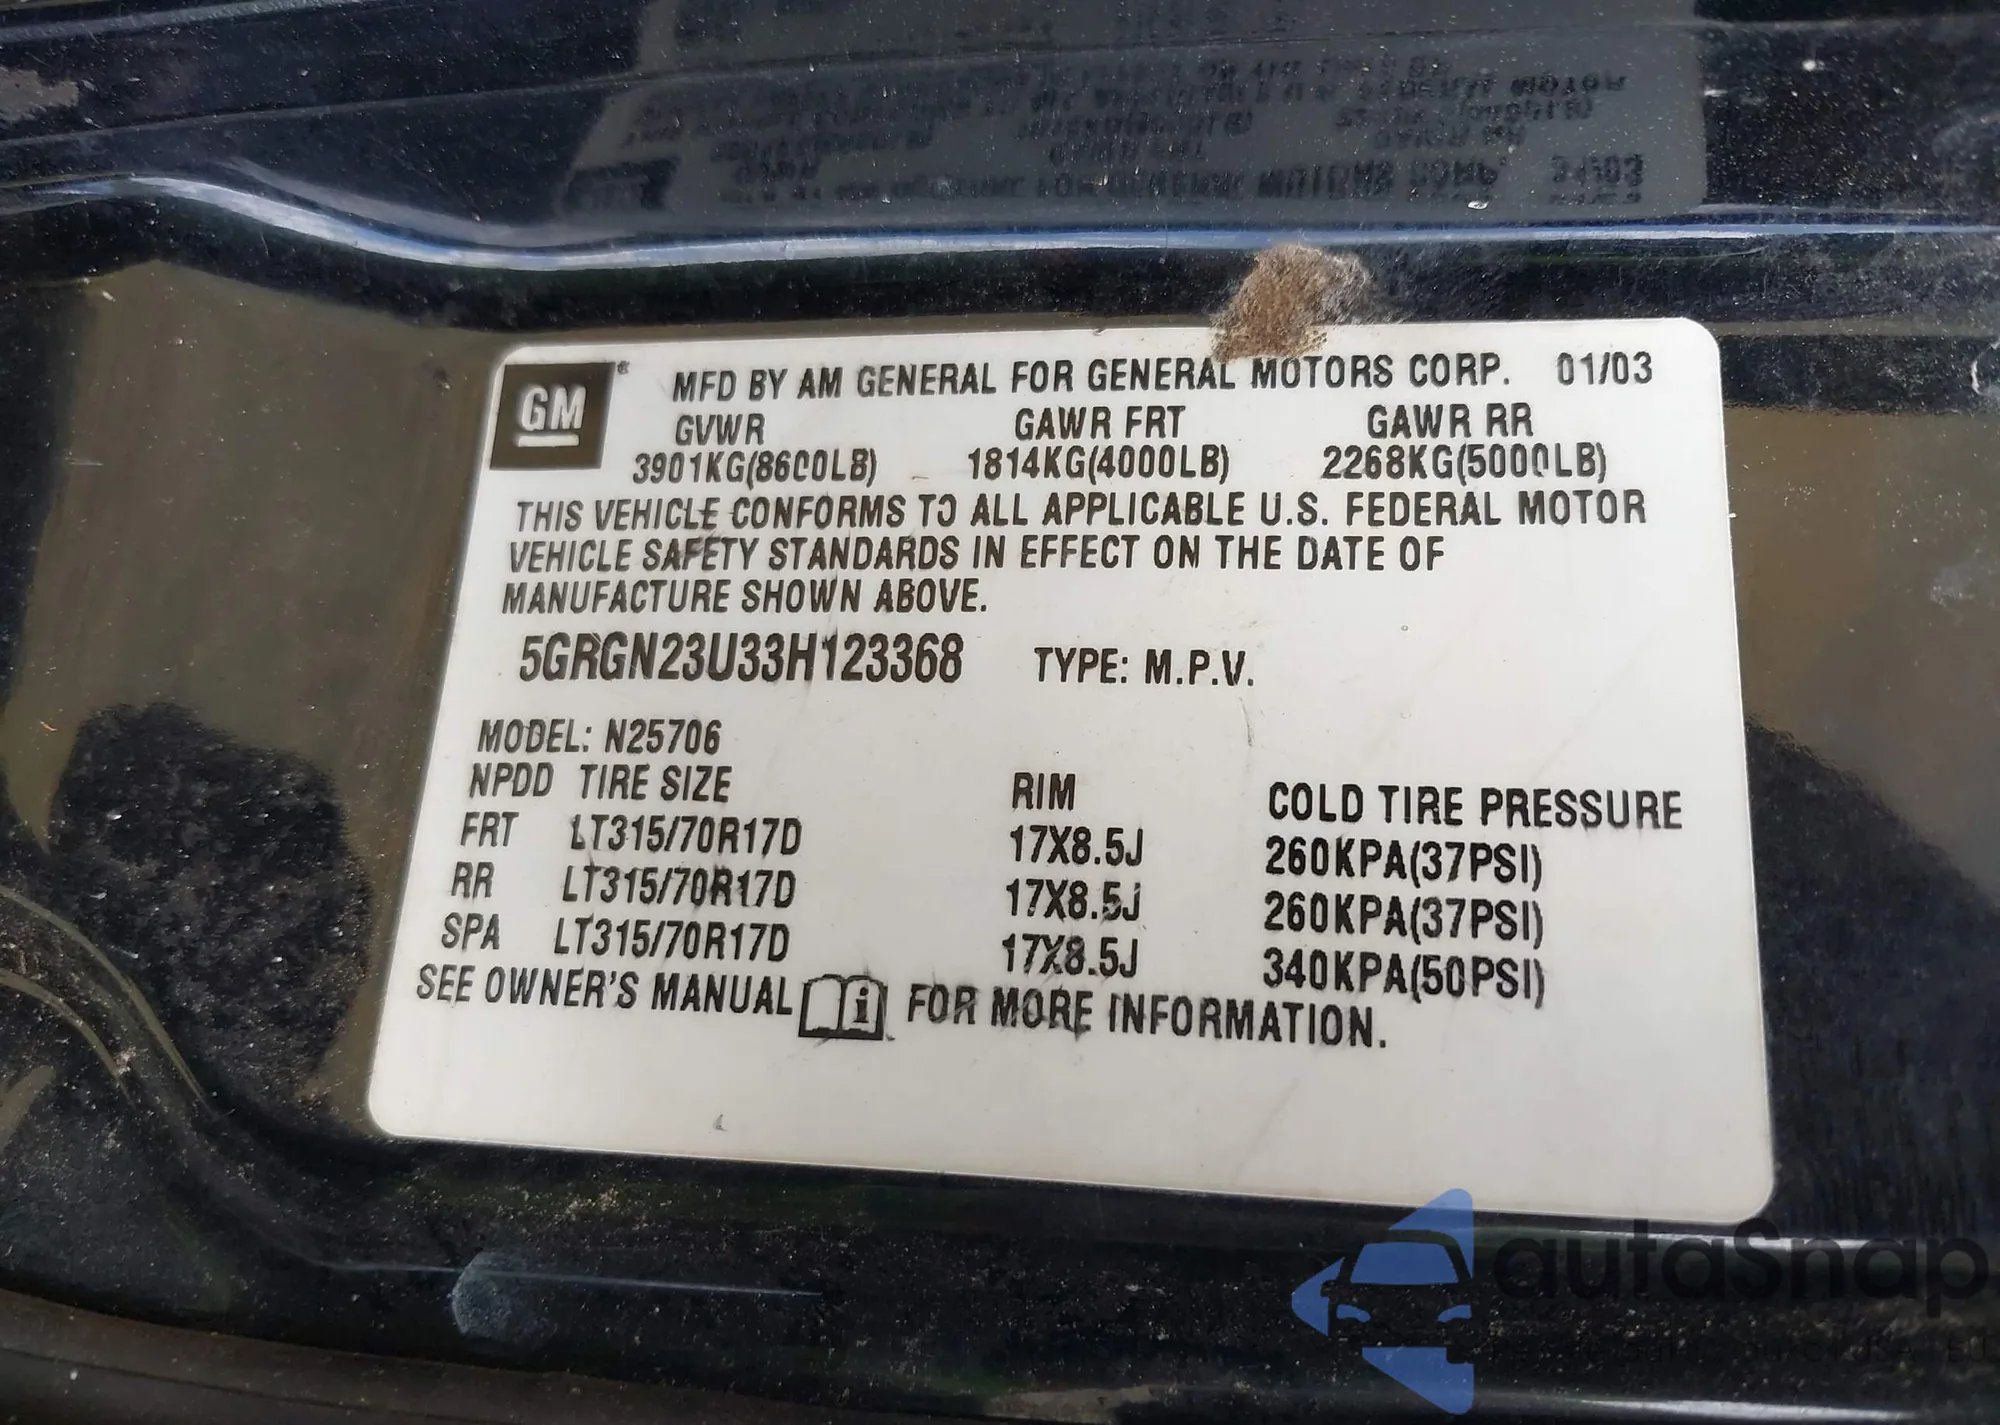 GM®
MFD BY AM GENERAL FOR GENERAL MOTORS CORP. 01/03
GVWR GAWR FRT GAWR RR
3901KG(8600LB) 1814KG(4000LB) 2268KG(5000LB)
THIS VEHICLE CONFORMS TO ALL APPLICABLE U.S. FEDERAL MOTOR
VEHICLE SAFETY STANDARDS IN EFFECT ON THE DATE OF
MANUFACTURE SHOWN ABOVE.
5GRGN23U33H123368 TYPE: M.P.V.
MODEL: N25706
NPDD TIRE SIZE RIM COLD TIRE PRESSURE
FRT LT315/70R17D 17X8.5J 260KPA(37PSI)
RR LT315/70R17D 17X8.5J 260KPA(37PSI)
SPA LT315/70R17D 17X8.5J 340KPA(50PSI)
SEE OWNER'S MANUAL i FOR MORE INFORMATION.
autaSnap